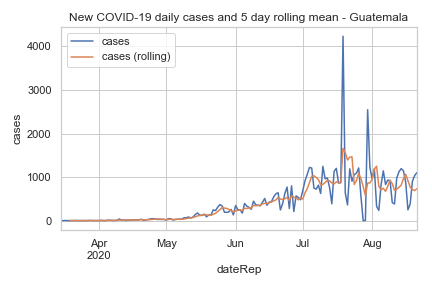 New COVID-19 daily cases and 5 day rolling mean - Guatemala
cases
cases (rolling)
4000
3000
2000
1000
0
cases
Apr
2020
May
Jun
Jul
Aug
dateRep